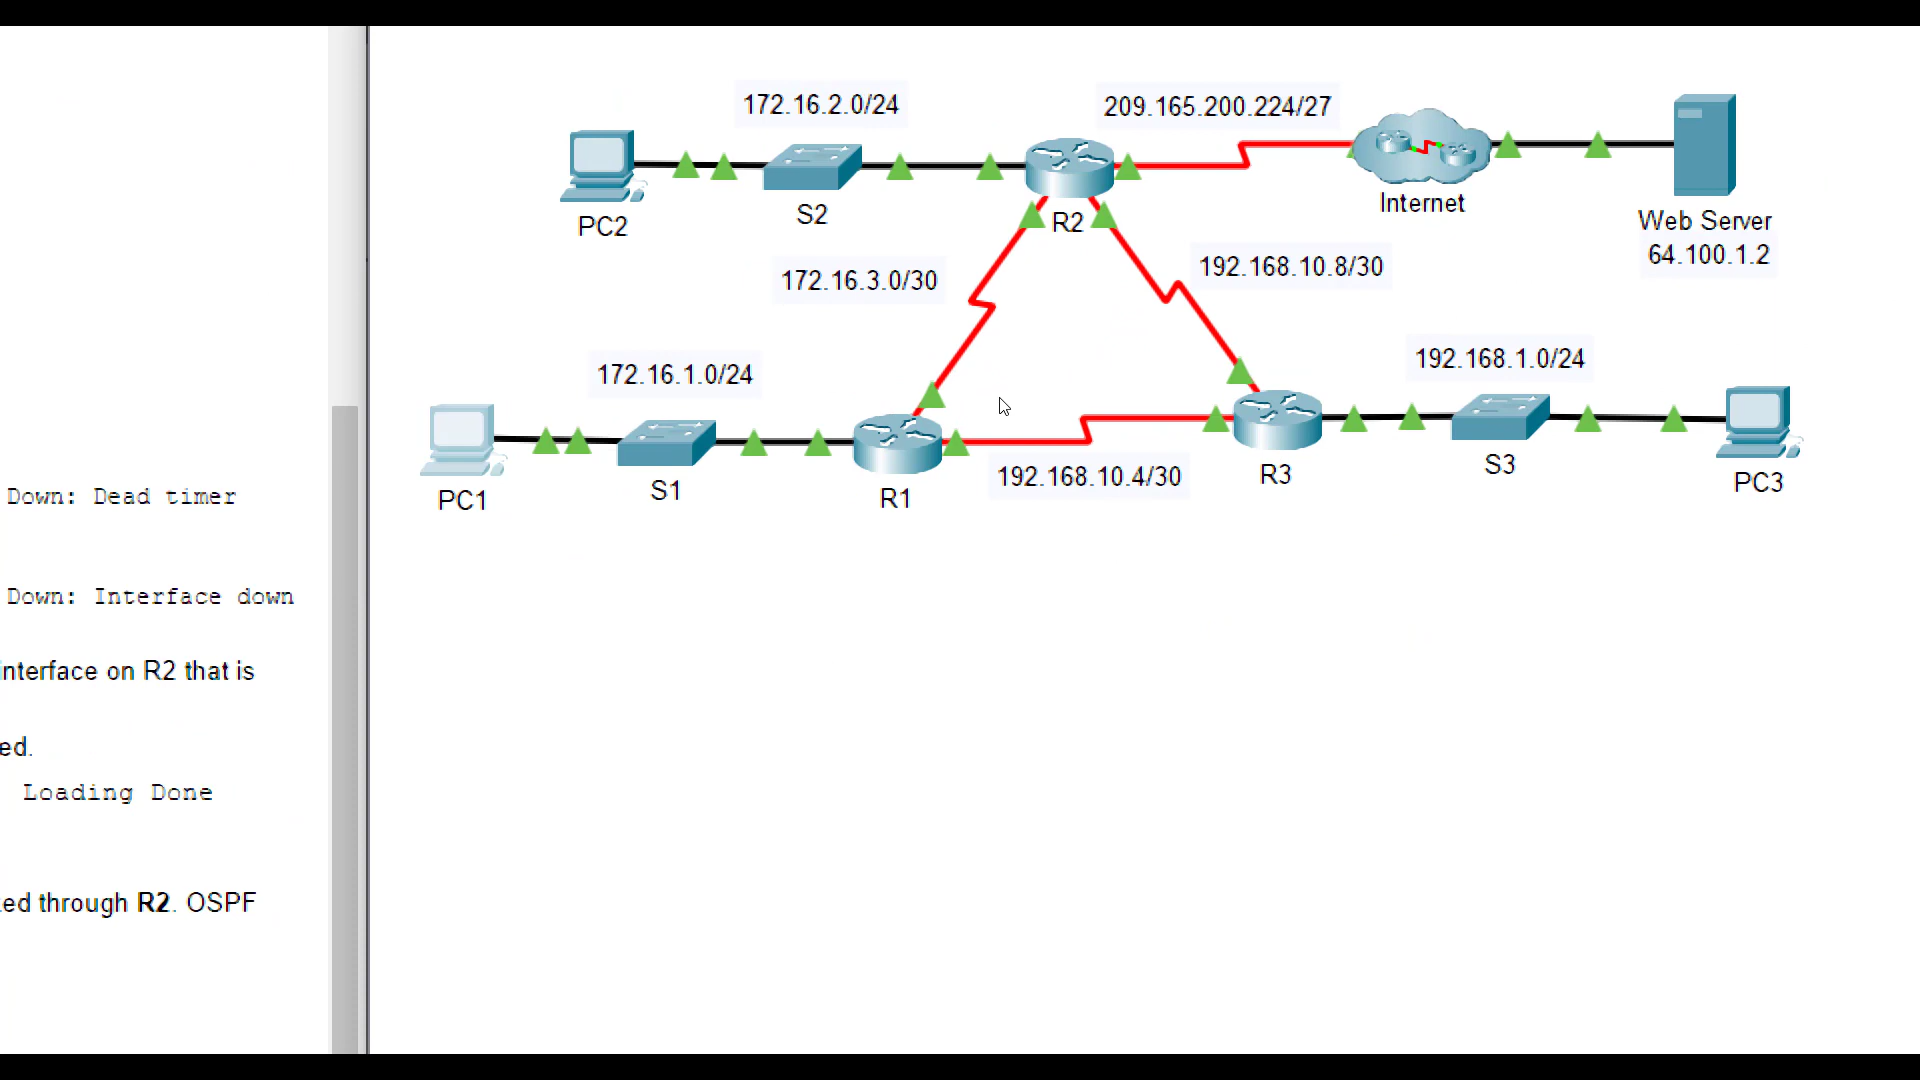 Down: Dead timer
Down: Interface down
interface on R2 that is
ed.
Loading Done
ed through R2. OSPF
172.16.2.0/24
209.165.200.224/27
PC2
S2
R2
Internet
Web Server
64.100.1.2
172.16.3.0/30
192.168.10.8/30
172.16.1.0/24
192.168.1.0/24
PC1
S1
R1
192.168.10.4/30
R3
S3
PC3